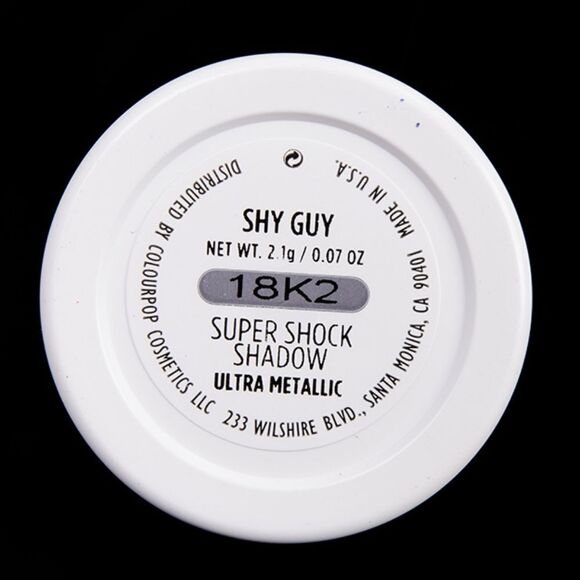 SHY GUY
NET WT. 2.1g / 0.07 OZ
18K2
SUPER SHOCK
SHADOW
ULTRA METALLIC
DISTRIBUTED BY COLOURPOP COSMETICS LLC 233 WILSHIRE BLVD., SANTA MONICA, CA 90401 MADE IN U.S.A.